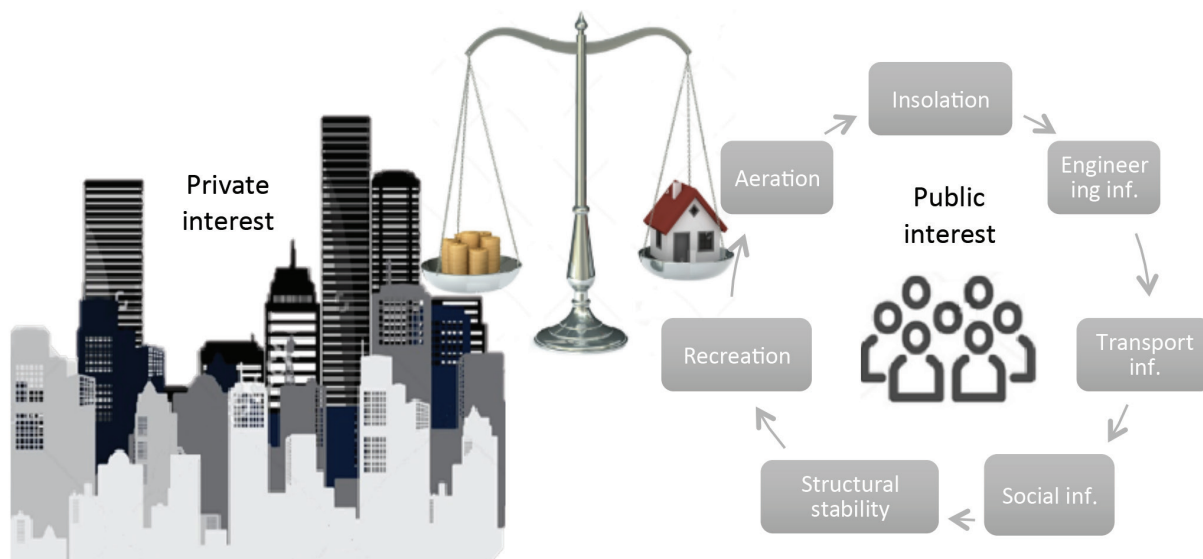 Private
interest
Insolation
Aeration
Engineer
ing inf.
Public
interest
Recreation
Transport
inf.
Structural
stability
Social inf.